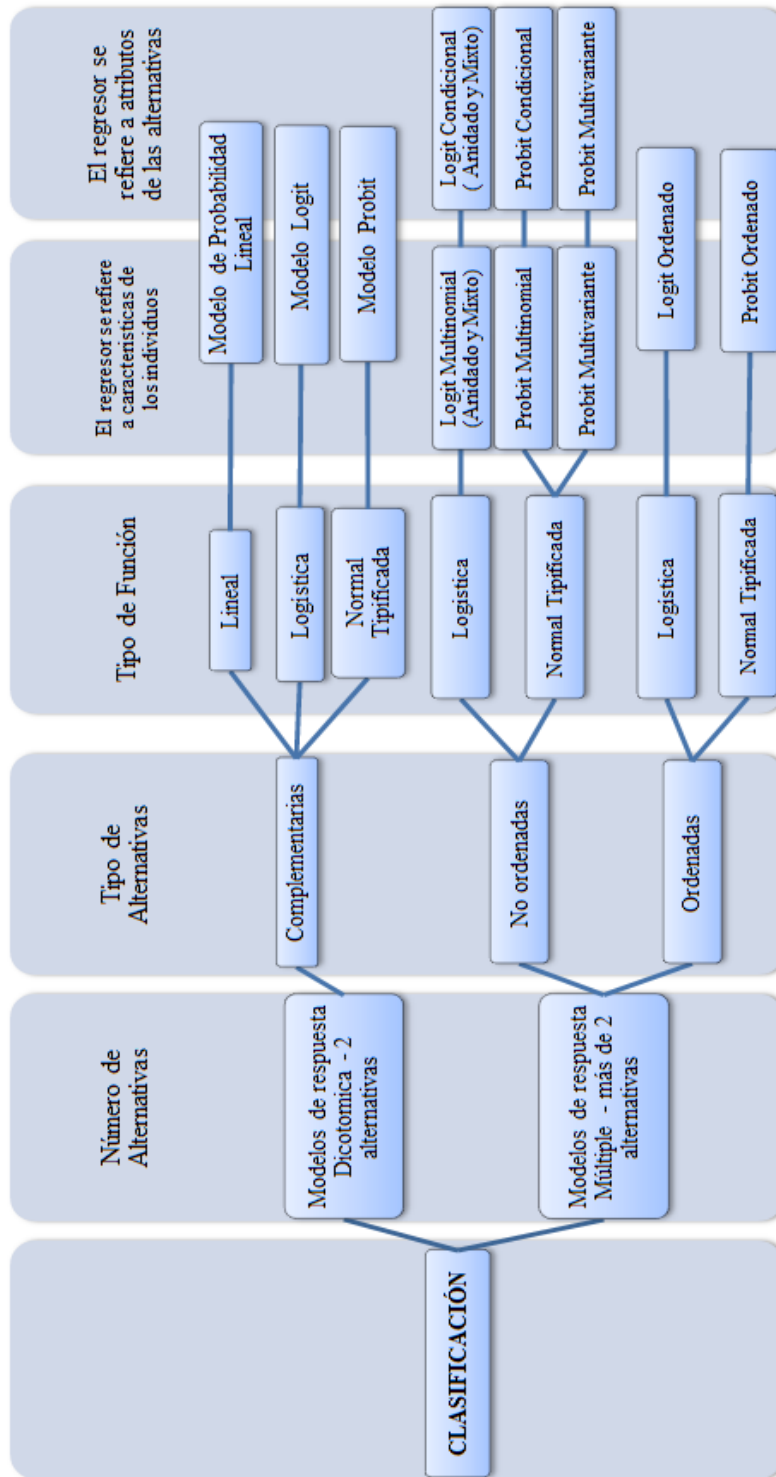 CLASIFICACIÓN
Número de
Alternativas
Modelos de respuesta
Dicotomica - 2
alternativas
Modelos de respuesta
Múltiple - más de 2
alternativas
Tipo de
Alternativas
Complementarias
No ordenadas
Ordenadas
Tipo de Función
Lineal
Logística
Normal
Tipificada
Logística
Normal Tipificada
Logística
Normal Tipificada
El regresor se refiere
a características de
los individuos
El regresor se
refiere a atributos
de las alternativas
Modelo de Probabilidad
Lineal
Modelo Logit
Modelo Probit
Logit Multinomial
(Anidado y Mixto)
Logit Condicional
( Anidado y Mixto)
Probit Multinomial
Probit Condicional
Probit Multivariante
Probit Multivariante
Logit Ordenado
Probit Ordenado